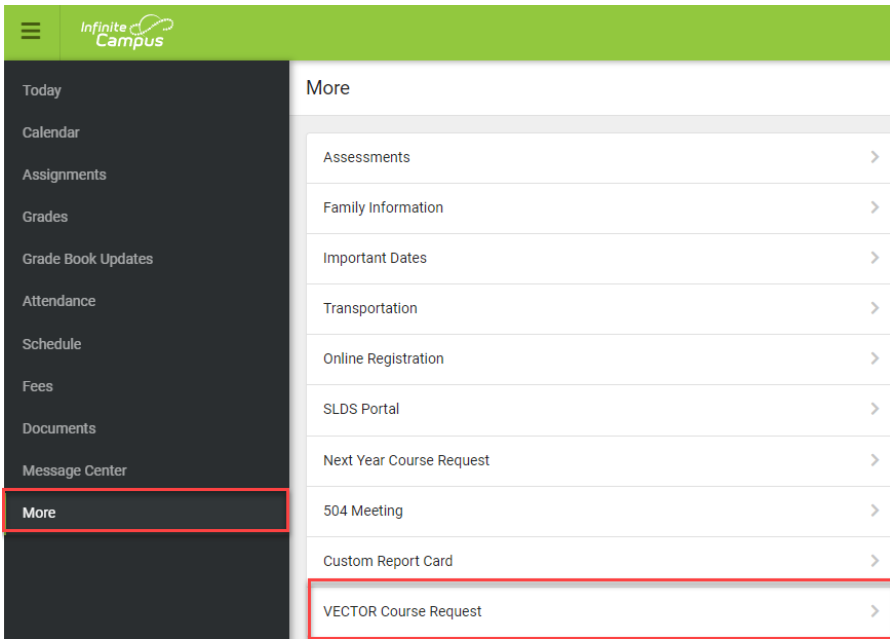 Infinite
Campus
Today
Calendar
Assignments
Grades
Grade Book Updates
Attendance
Schedule
Fees
Documents
Message Center
More
More
Assessments
Family Information
Important Dates
Transportation
Online Registration
SLDS Portal
Next Year Course Request
504 Meeting
Custom Report Card
VECTOR Course Request